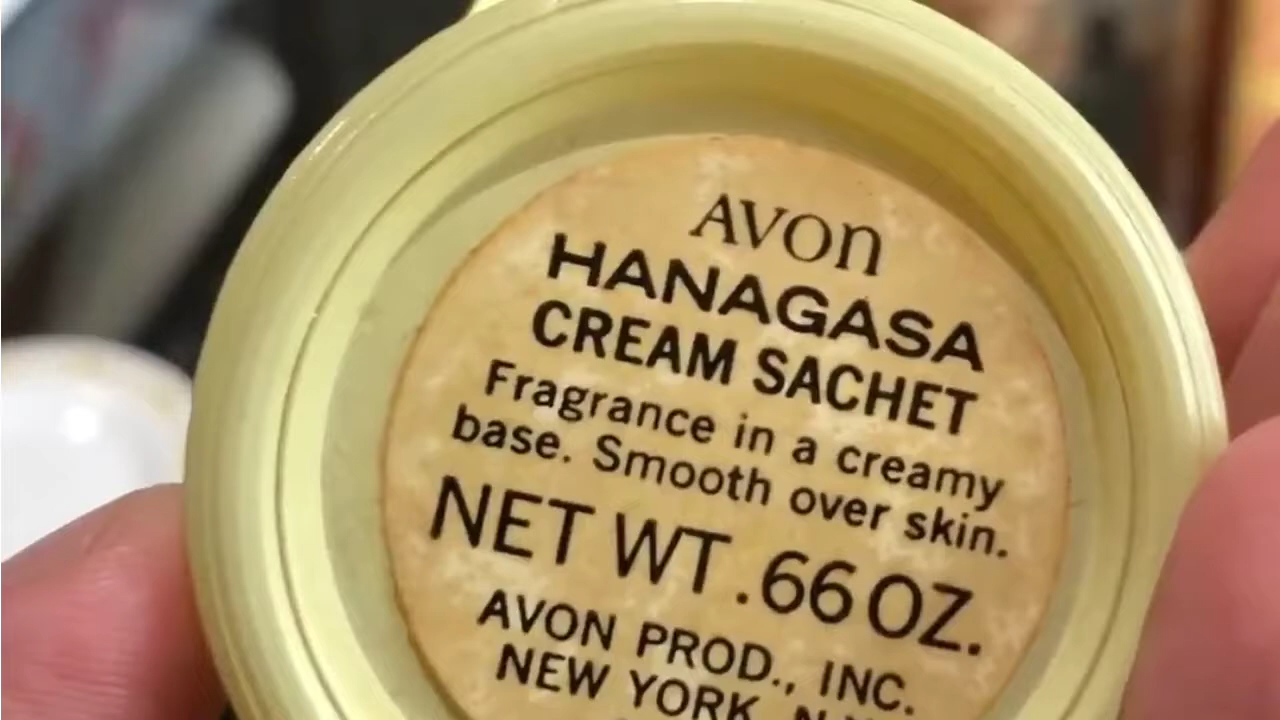 AVON
HANAGASA
CREAM SACHET
Fragrance in a creamy
base. Smooth over skin.
NET WT .66 OZ.
AVON PROD., INC.
NEW YORK,